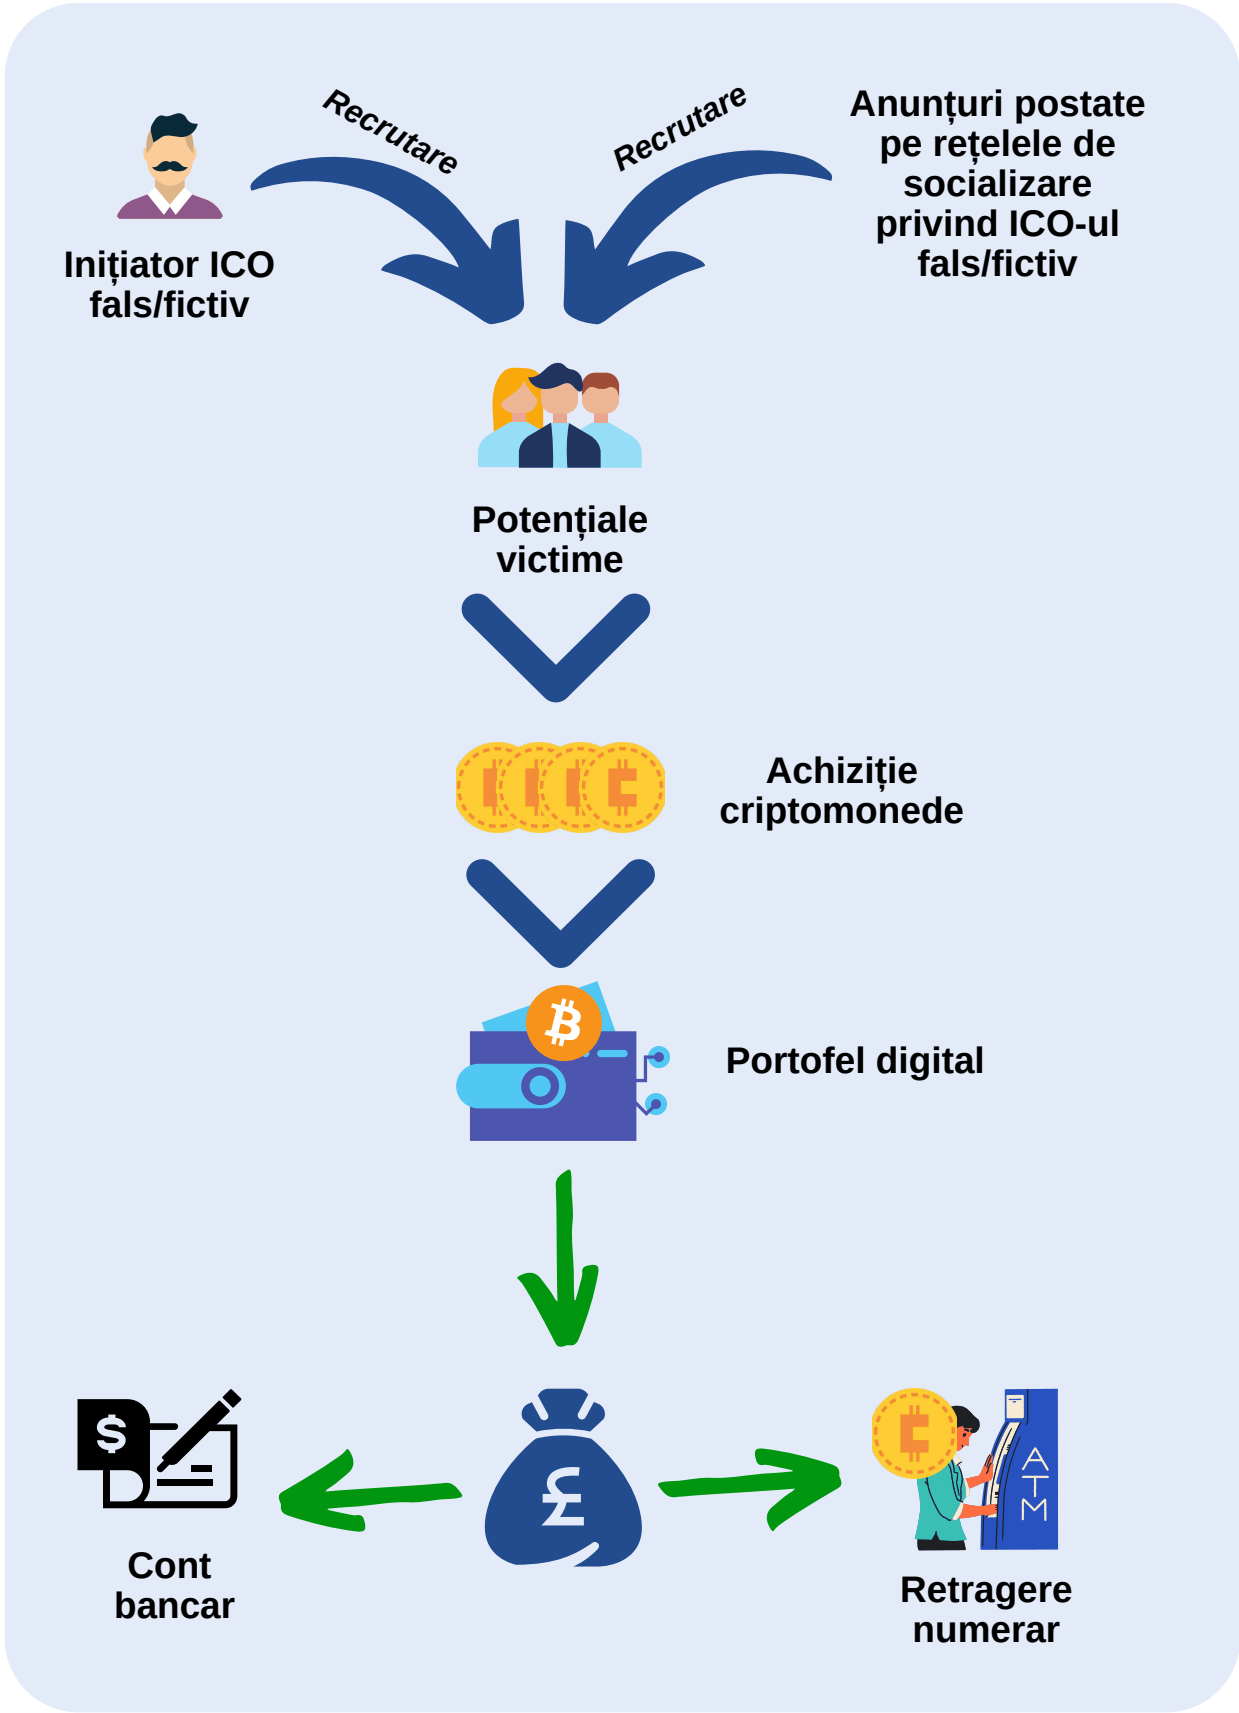 Recrutare
Recrutare
Inițiator ICO
fals/fictiv
Anunțuri postate
pe rețelele de
socializare
privind ICO-ul
fals/fictiv
Potențiale
victime
Achiziție
criptomonede
Portofel digital
$
£
ATM
Cont
bancar
Retragere
numerar